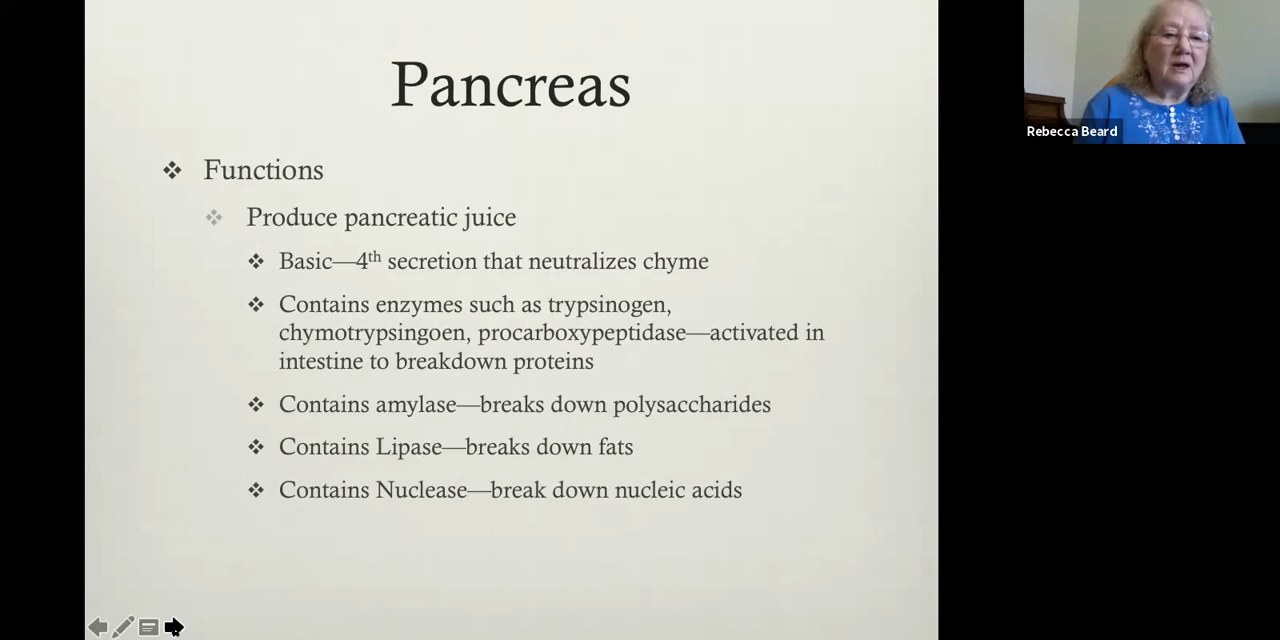 Pancreas
Functions
Produce pancreatic juice
Basic—4th secretion that neutralizes chyme
Contains enzymes such as trypsinogen,
chymotrypsingoen, procarboxypeptidase—activated in
intestine to breakdown proteins
Contains amylase—breaks down polysaccharides
Contains Lipase—breaks down fats
Contains Nuclease—break down nucleic acids
Rebecca Beard